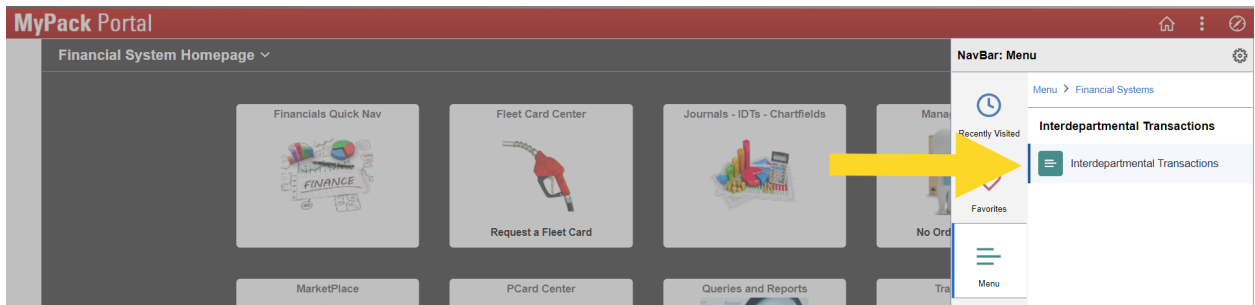 MyPack Portal
Financial System Homepage
NavBar: Menu
Menu > Financial Systems
Recently Visited
Interdepartmental Transactions
Interdepartmental Transactions
Favorites
Menu
Financials Quick Nav
FINANCE
Fleet Card Center
Request a Fleet Card
Journals - IDTs - Chartfields
Mana
No Ord
MarketPlace
PCard Center
Queries and Reports
Tra